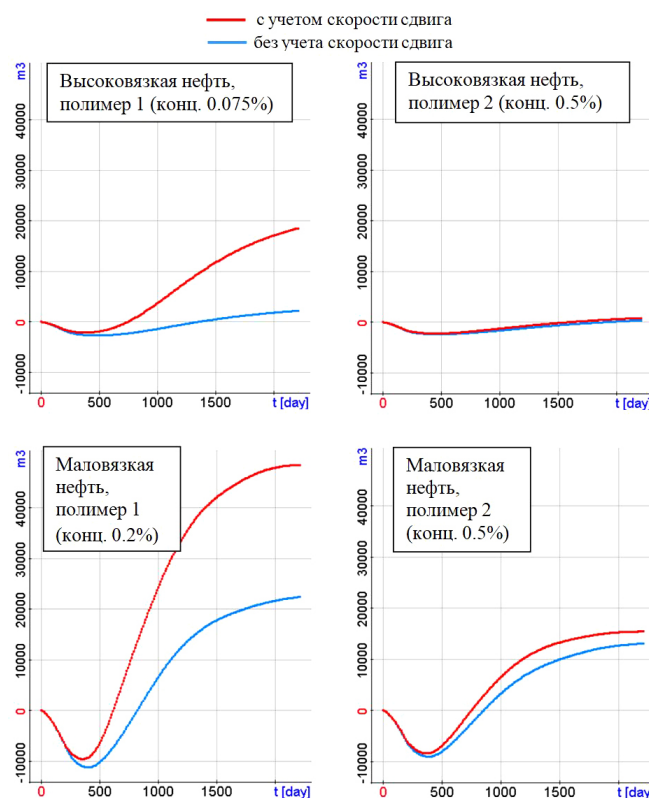 с учетом скорости сдвига
без учета скорости сдвига
m3
Высоковязкая нефть,
полимер 1 (конц. 0.075%)
40000
30000
20000
10000
0
-10000
0
500
1000
1500
t [day]
m3
Высоковязкая нефть,
полимер 2 (конц. 0.5%)
40000
30000
20000
10000
0
-10000
0
500
1000
1500
t [day]
m3
Маловязкая
нефть,
полимер 1
(конц. 0.2%)
40000
30000
20000
10000
0
-10000
0
500
1000
1500
t [day]
m3
Маловязкая
нефть,
полимер 2
(конц. 0.5%)
40000
30000
20000
10000
0
-10000
0
500
1000
1500
t [day]